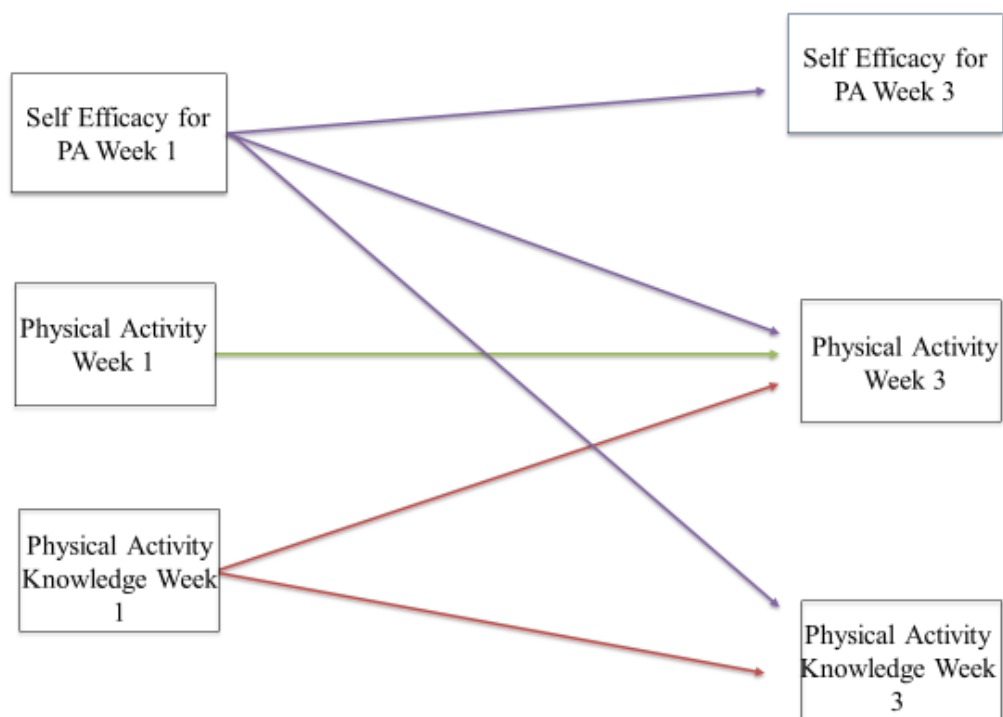 Self Efficacy for
PA Week 1
Self Efficacy for
PA Week 3
Physical Activity
Week 1
Physical Activity
Week 3
Physical Activity
Knowledge Week
1
Physical Activity
Knowledge Week
3